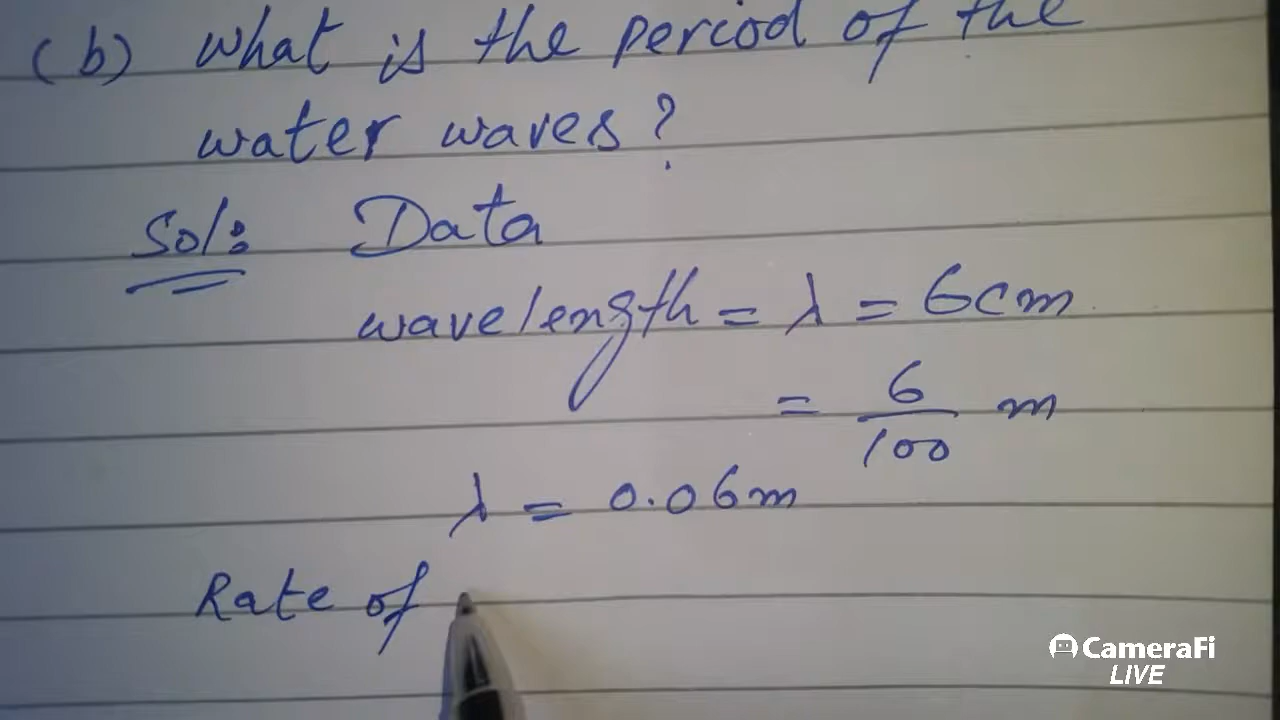 (b) What is the period of the
water waves?
Sol: Data
wavelength = λ = 6cm
= 6/100 m
λ = 0.06m
Rate of
CameraFi
LIVE